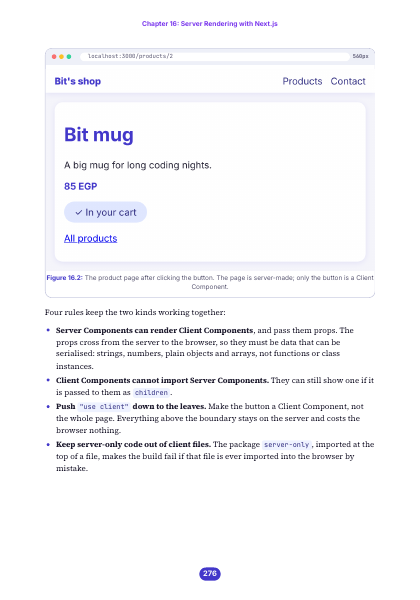 Chapter 16: Server Rendering with Next.js
localhost:3000/products/2
560px
Bit's shop
Products Contact
Bit mug
A big mug for long coding nights.
85 EGP
✓ In your cart
All products
Figure 16.2: The product page after clicking the button. The page is server-made; only the button is a Client
Component.
Four rules keep the two kinds working together:
• Server Components can render Client Components, and pass them props. The
props cross from the server to the browser, so they must be data that can be
serialised: strings, numbers, plain objects and arrays, not functions or class
instances.
• Client Components cannot import Server Components. They can still show one if it
is passed to them as children.
• Push "use client" down to the leaves. Make the button a Client Component, not
the whole page. Everything above the boundary stays on the server and costs the
browser nothing.
• Keep server-only code out of client files. The package server-only, imported at the
top of a file, makes the build fail if that file is ever imported into the browser by
mistake.
276